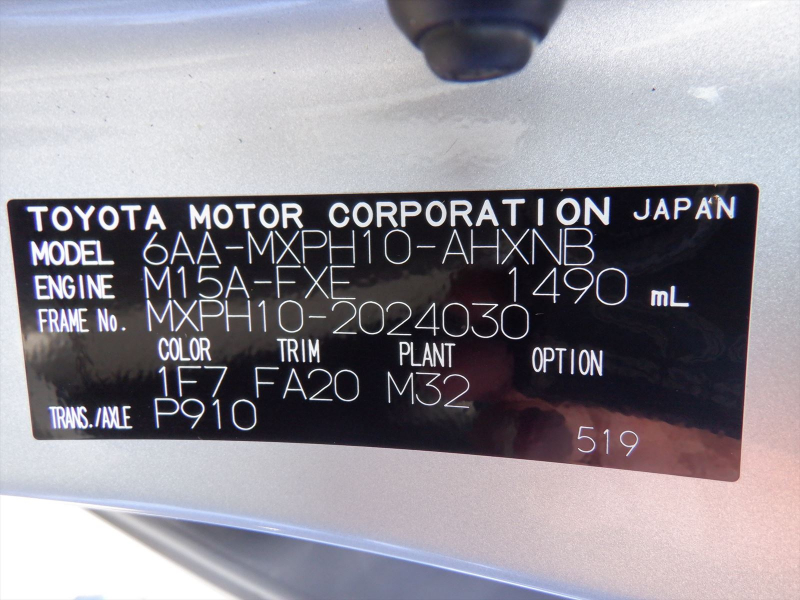 TOYOTA MOTOR CORPORATION JAPAN
MODEL 6AA-MXPH10-AHXNB
ENGINE M15A-FXE 1490 mL
FRAME No. MXPH10-2024030
COLOR TRIM PLANT OPTION
1F7 FA20 M32
TRANS./AXLE P910
519